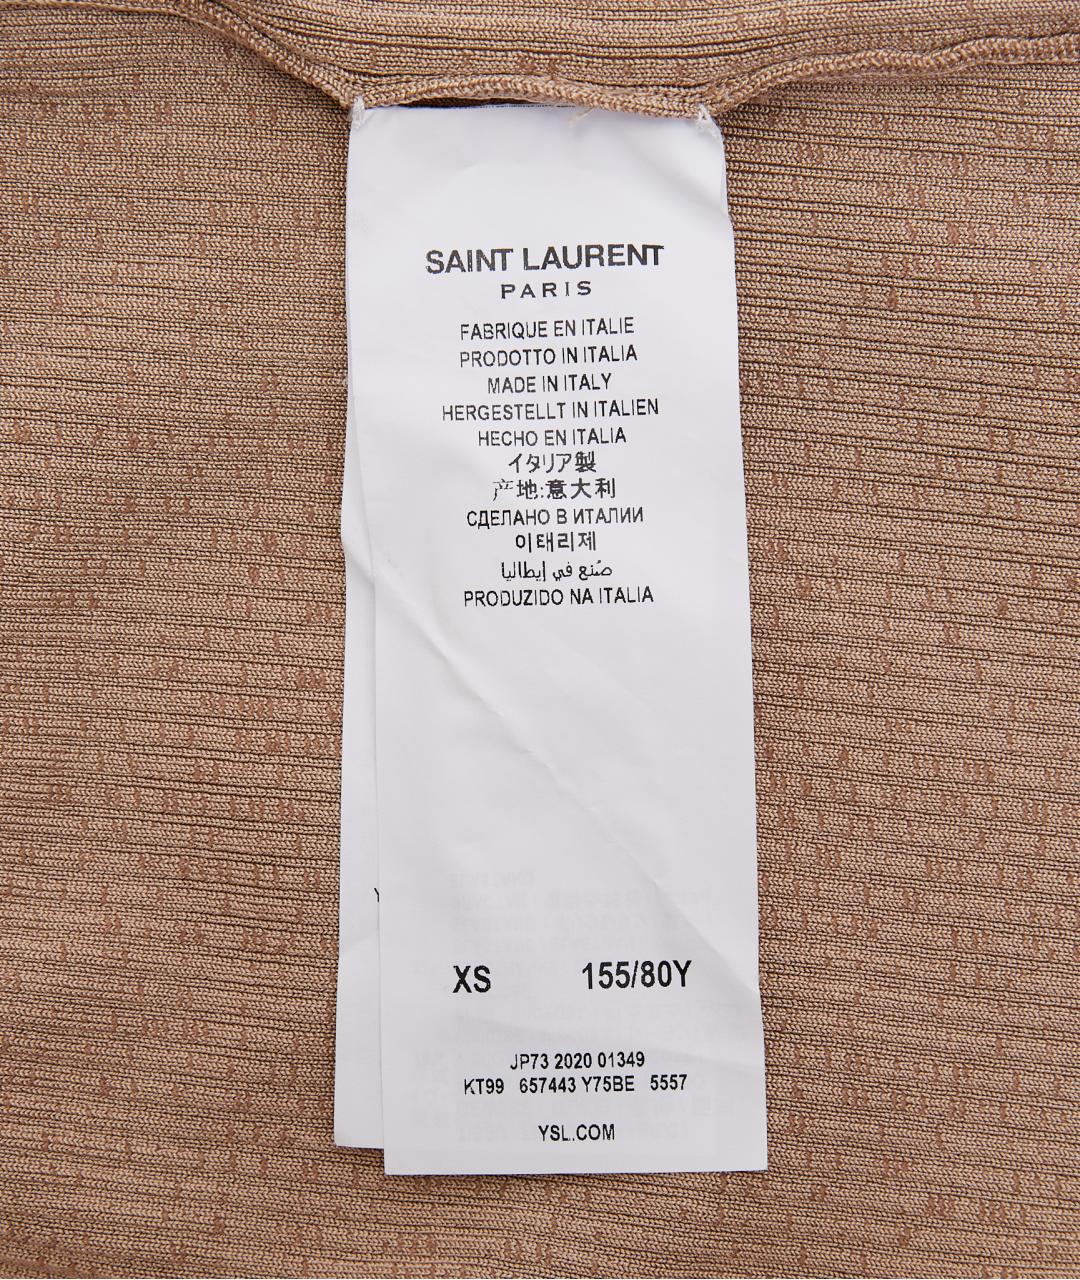 SAINT LAURENT
PARIS
FABRIQUE EN ITALIE
PRODOTTO IN ITALIA
MADE IN ITALY
HERGESTELLT IN ITALIEN
HECHO EN ITALIA
イタリア製
产地:意大利
СДЕЛАНО В ИТАЛИИ
이태리제
صُنع في إيطاليا
PRODUZIDO NA ITALIA
XS 155/80Y
JP73 2020 01349
KT99 657443 Y75BE 5557
YSL.COM